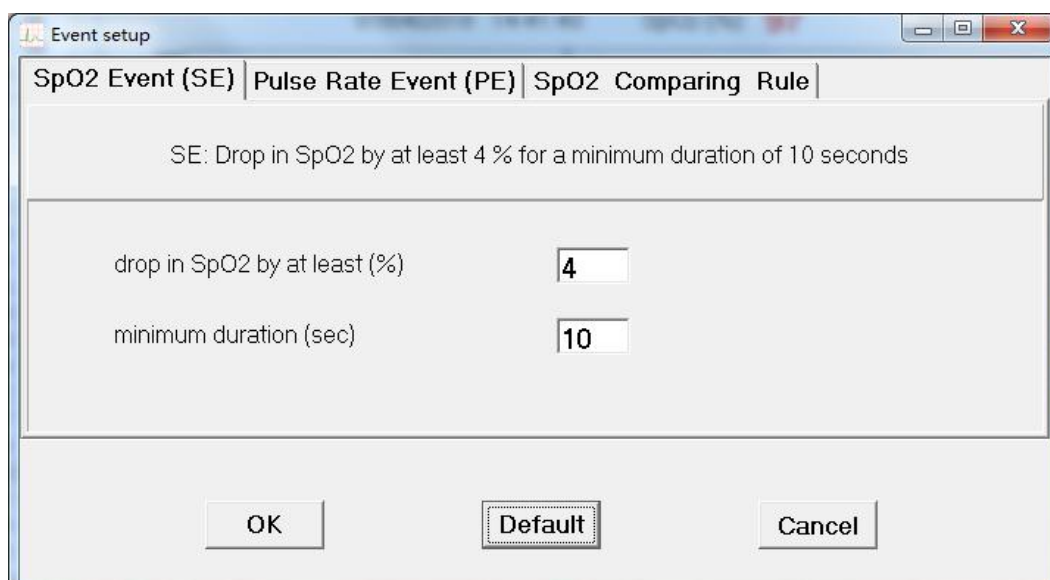 Event setup
SpO2 Event (SE) Pulse Rate Event (PE) SpO2 Comparing Rule
SE: Drop in SpO2 by at least 4 % for a minimum duration of 10 seconds
drop in SpO2 by at least (%) 4
minimum duration (sec) 10
OK Default Cancel